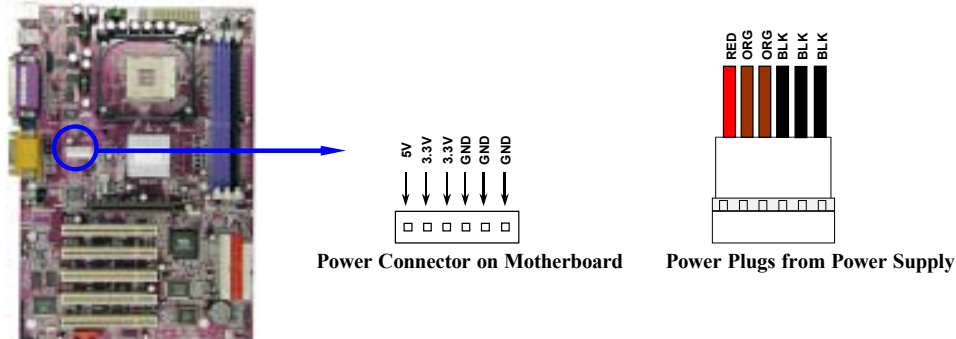 5V
3.3V
3.3V
GND
GND
GND
Power Connector on Motherboard
RED
ORG
ORG
BLK
BLK
BLK
Power Plugs from Power Supply